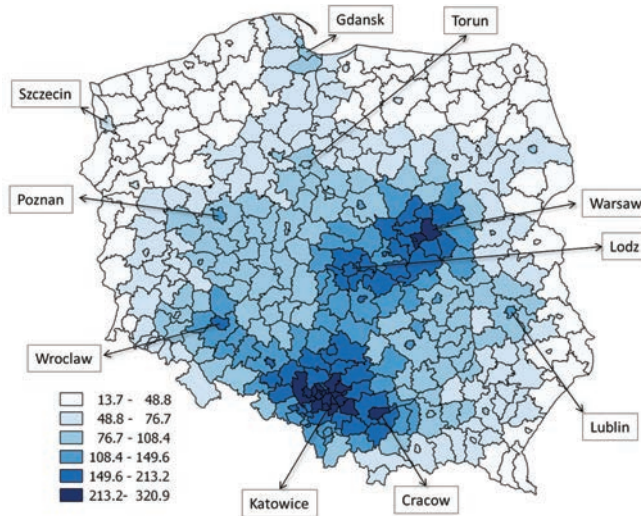 Gdansk
Torun
Szczecin
Poznan
Warsaw
Lodz
Wroclaw
13.7 - 48.8
48.8 - 76.7
76.7 - 108.4
108.4 - 149.6
149.6 - 213.2
213.2- 320.9
Lublin
Katowice
Cracow